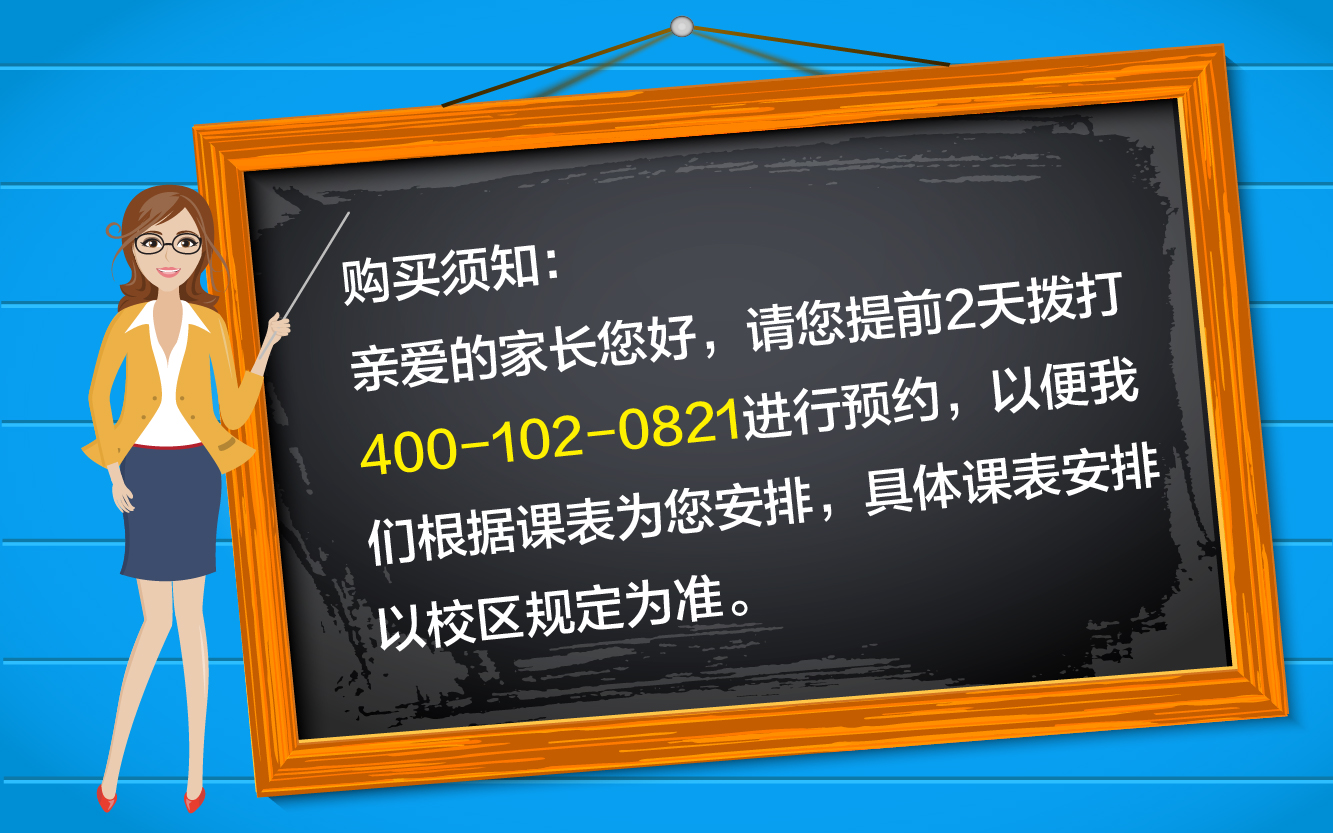 购买须知：
亲爱的家长您好，请您提前2天拨打
400-102-0821进行预约，以便我
们根据课表为您安排，具体课表安排
以校区规定为准。